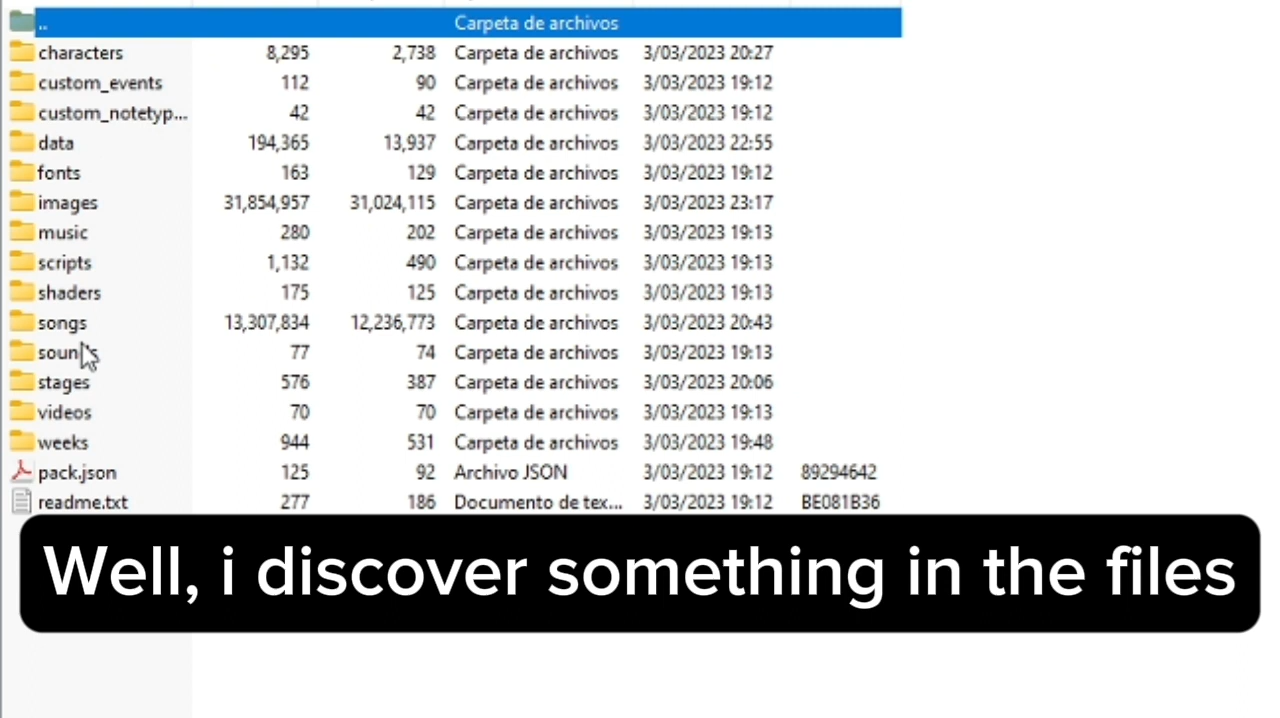 .. Carpeta de archivos
characters 8,295 2,738 Carpeta de archivos 3/03/2023 20:27
custom_events 112 90 Carpeta de archivos 3/03/2023 19:12
custom_notetyp... 42 42 Carpeta de archivos 3/03/2023 19:12
data 194,365 13,937 Carpeta de archivos 3/03/2023 22:55
fonts 163 129 Carpeta de archivos 3/03/2023 19:12
images 31,854,957 31,024,115 Carpeta de archivos 3/03/2023 23:17
music 280 202 Carpeta de archivos 3/03/2023 19:13
scripts 1,132 490 Carpeta de archivos 3/03/2023 19:13
shaders 175 125 Carpeta de archivos 3/03/2023 19:13
songs 13,307,834 12,236,773 Carpeta de archivos 3/03/2023 20:43
sounds 77 74 Carpeta de archivos 3/03/2023 19:13
stages 576 387 Carpeta de archivos 3/03/2023 20:06
videos 70 70 Carpeta de archivos 3/03/2023 19:13
weeks 944 531 Carpeta de archivos 3/03/2023 19:48
pack.json 125 92 Archivo JSON 3/03/2023 19:12 89294642
readme.txt 277 186 Documento de tex... 3/03/2023 19:12 BE081B36
Well, i discover something in the files